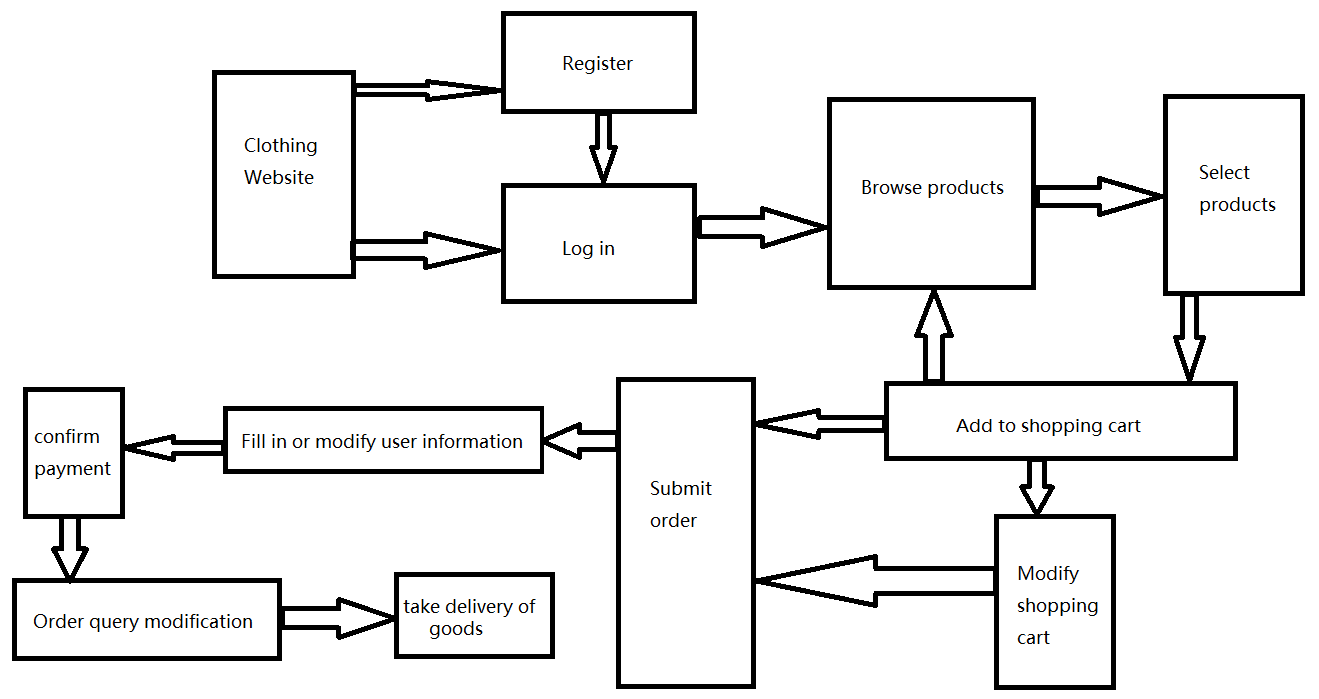 Register
Clothing
Website
Log in
Browse products
Select
products
Add to shopping cart
Modify
shopping
cart
Submit
order
Fill in or modify user information
confirm
payment
Order query modification
take delivery of
goods